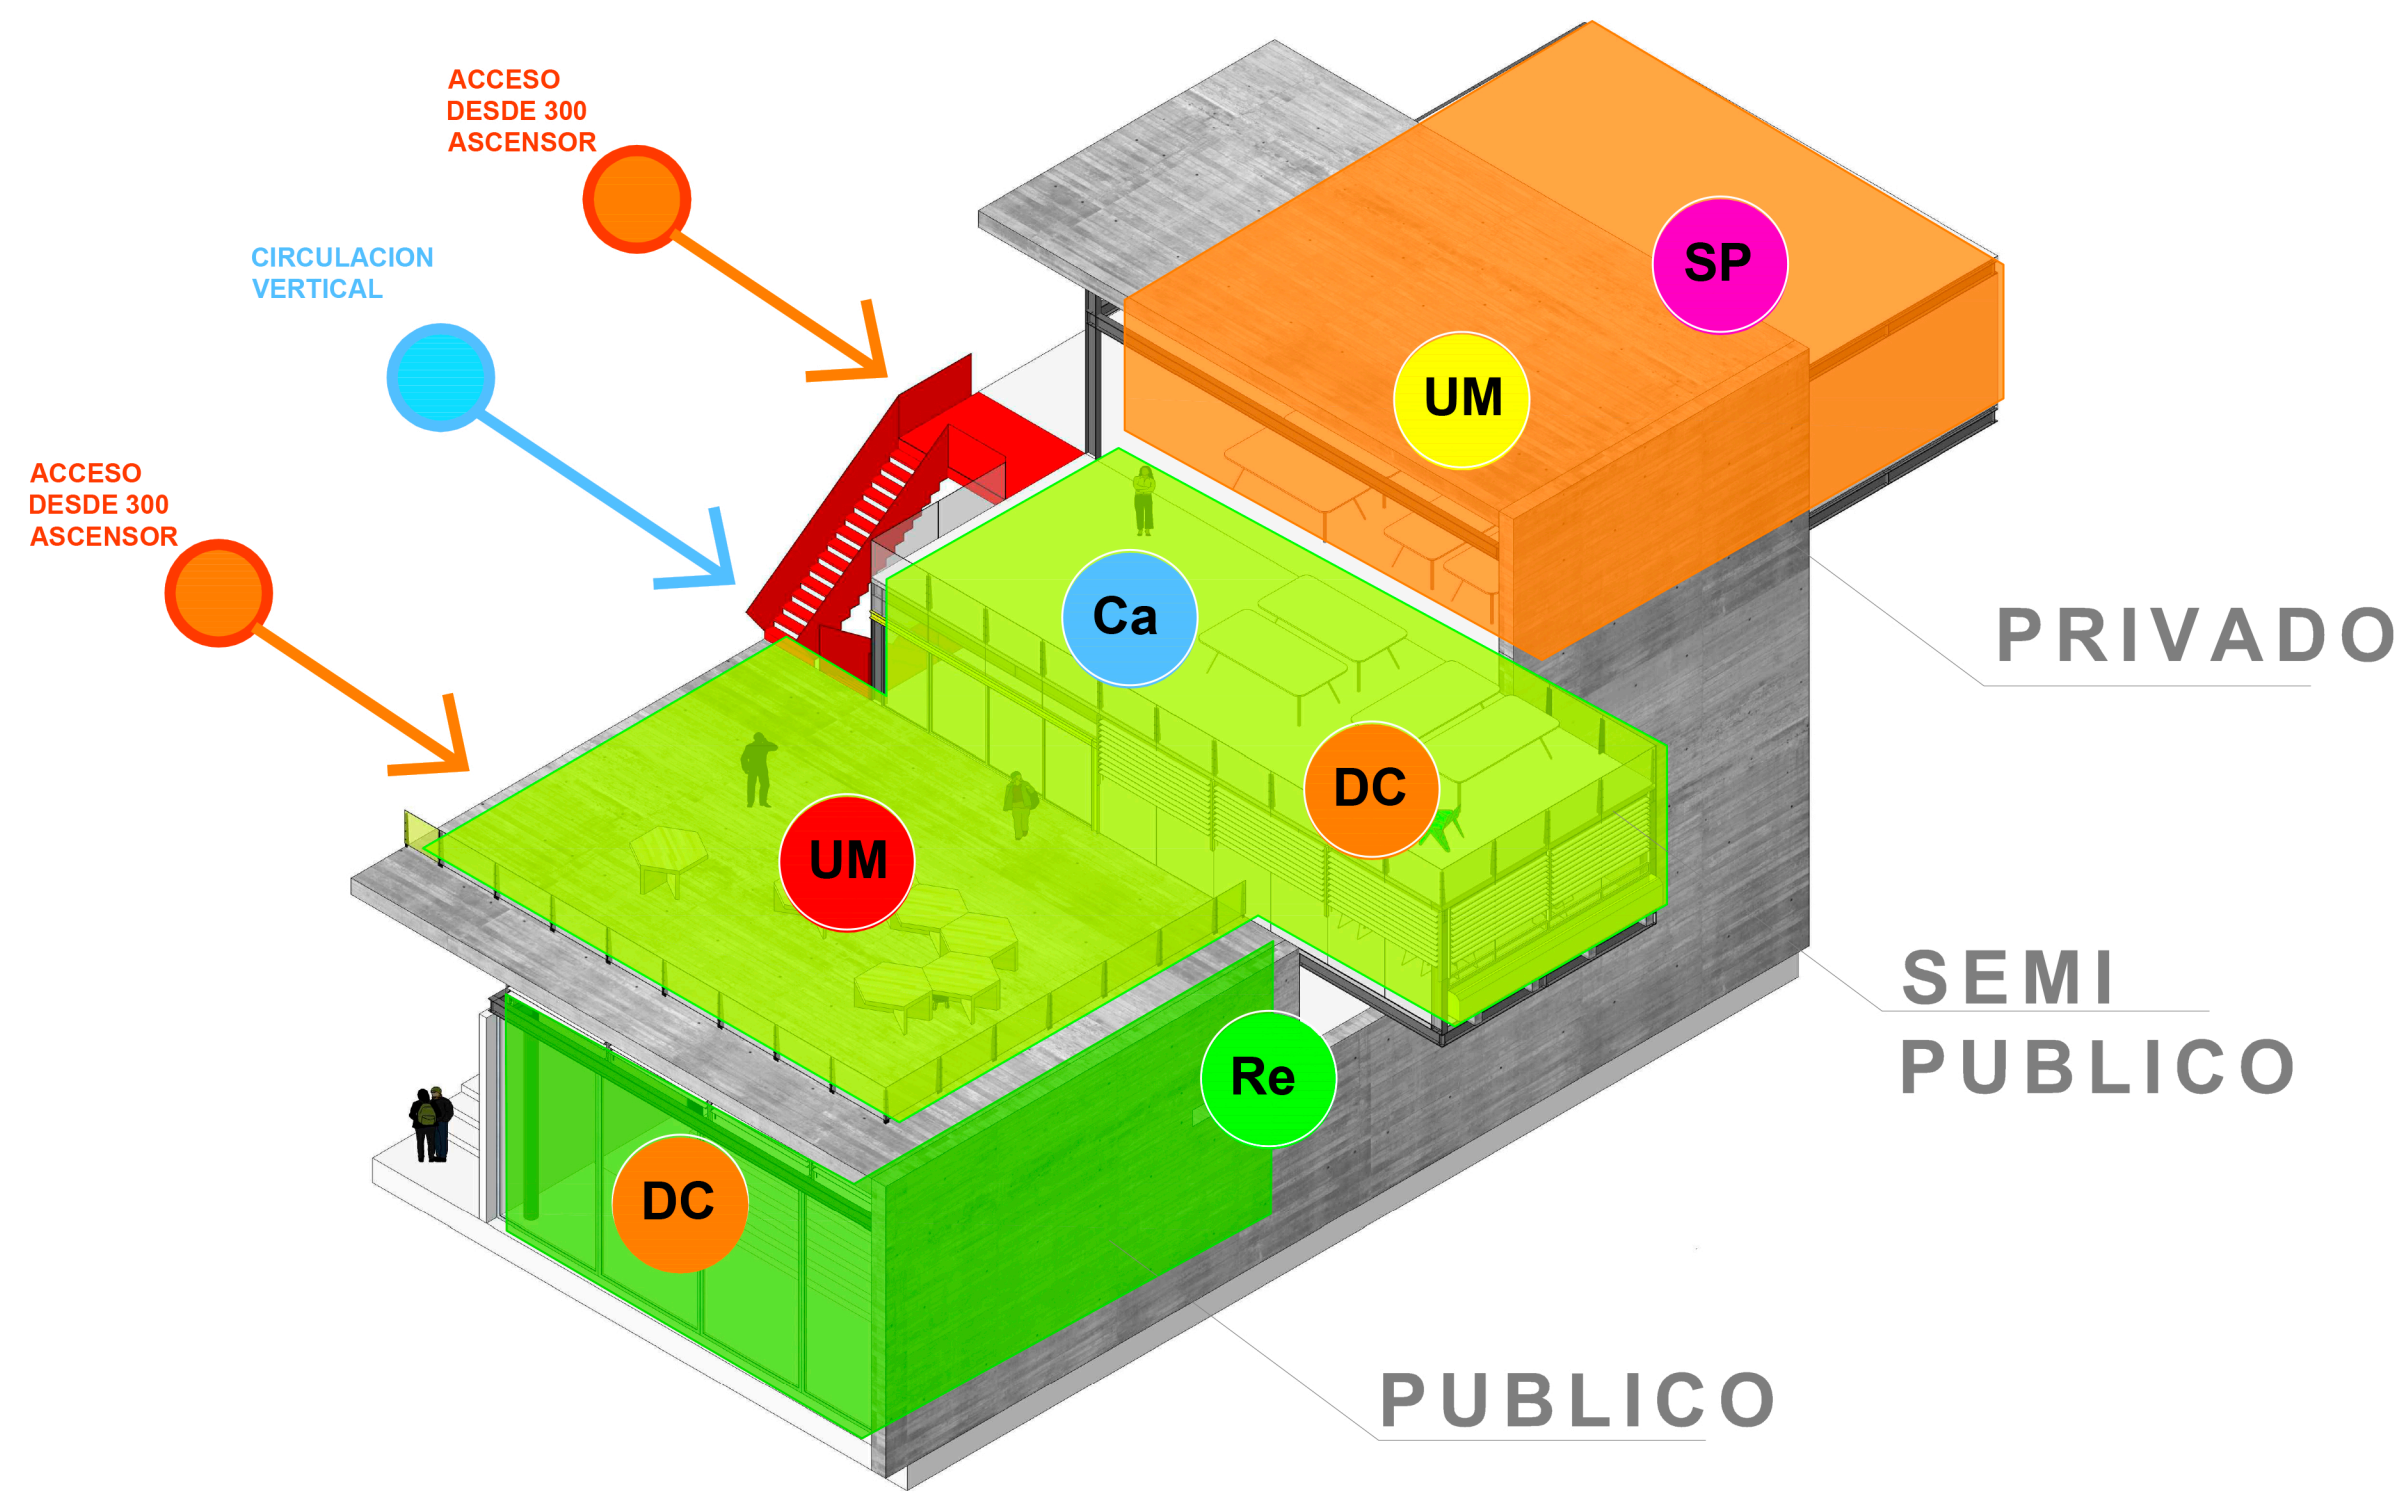 ACCESO
DESDE 300
ASCENSOR
CIRCULACION
VERTICAL
ACCESO
DESDE 300
ASCENSOR
SP
UM
Ca
DC
UM
Re
DC
PRIVADO
SEMI
PUBLICO
PUBLICO